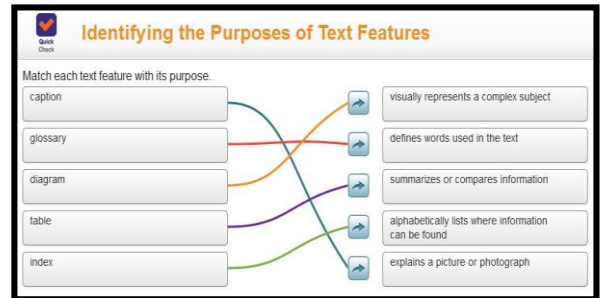 Quick
Check
Identifying the Purposes of Text Features
Match each text feature with its purpose.
caption
visually represents a complex subject
glossary
defines words used in the text
diagram
summarizes or compares information
table
alphabetically lists where information
can be found
index
explains a picture or photograph